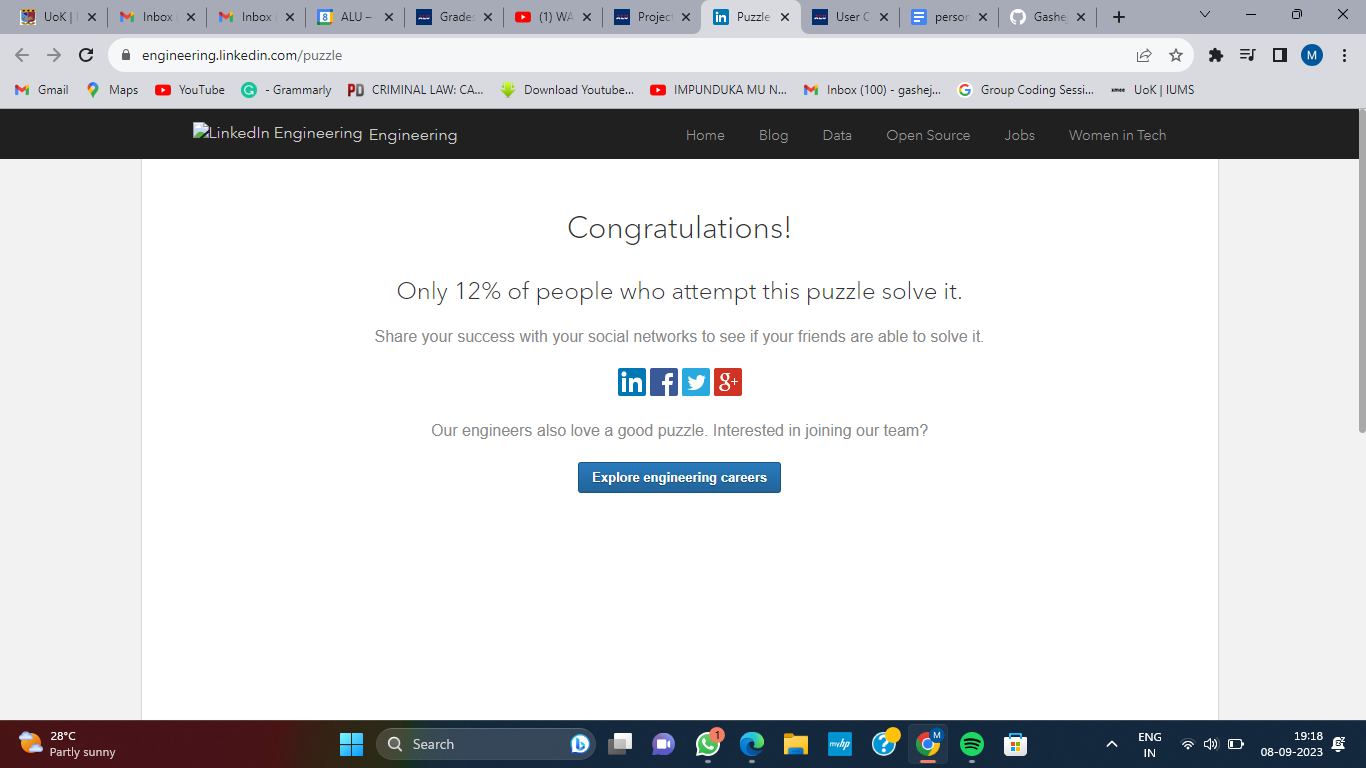 UoK |
Inbox
Inbox
ALU –
Grade
(1) WA
Project
Puzzle
User C
person
Gashe
engineering.linkedin.com/puzzle
M
Gmail
Maps
YouTube
- Grammarly
PD CRIMINAL LAW: CA...
Download Youtube...
IMPUNDUKA MU N...
Inbox (100) - gashej...
Group Coding Sessi...
UoK | IUMS
LinkedIn Engineering Engineering
Home
Blog
Data
Open Source
Jobs
Women in Tech
Congratulations!
Only 12% of people who attempt this puzzle solve it.
Share your success with your social networks to see if your friends are able to solve it.
in f g+
Our engineers also love a good puzzle. Interested in joining our team?
Explore engineering careers
28°C
Partly sunny
Search
1
myhp
M
ENG
IN
19:18
08-09-2023